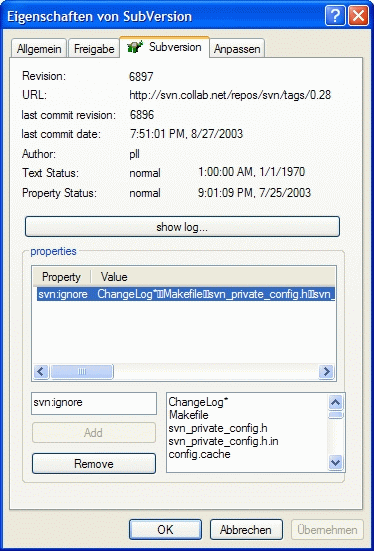 Eigenschaften von SubVersion
Allgemein Freigabe Subversion Anpassen
Revision: 6897
URL: http://svn.collab.net/repos/svn/tags/0.28
last commit revision: 6896
last commit date: 7:51:01 PM, 8/27/2003
Author: pll
Text Status: normal 1:00:00 AM, 1/1/1970
Property Status: normal 9:01:09 PM, 7/25/2003
show log...
properties
Property Value
svn:ignore ChangeLog*▯▯Makefile▯▯svn_private_config.h▯▯svn_
svn:ignore
Add
Remove
ChangeLog*
Makefile
svn_private_config.h
svn_private_config.h.in
config.cache
OK Abbrechen Übernehmen